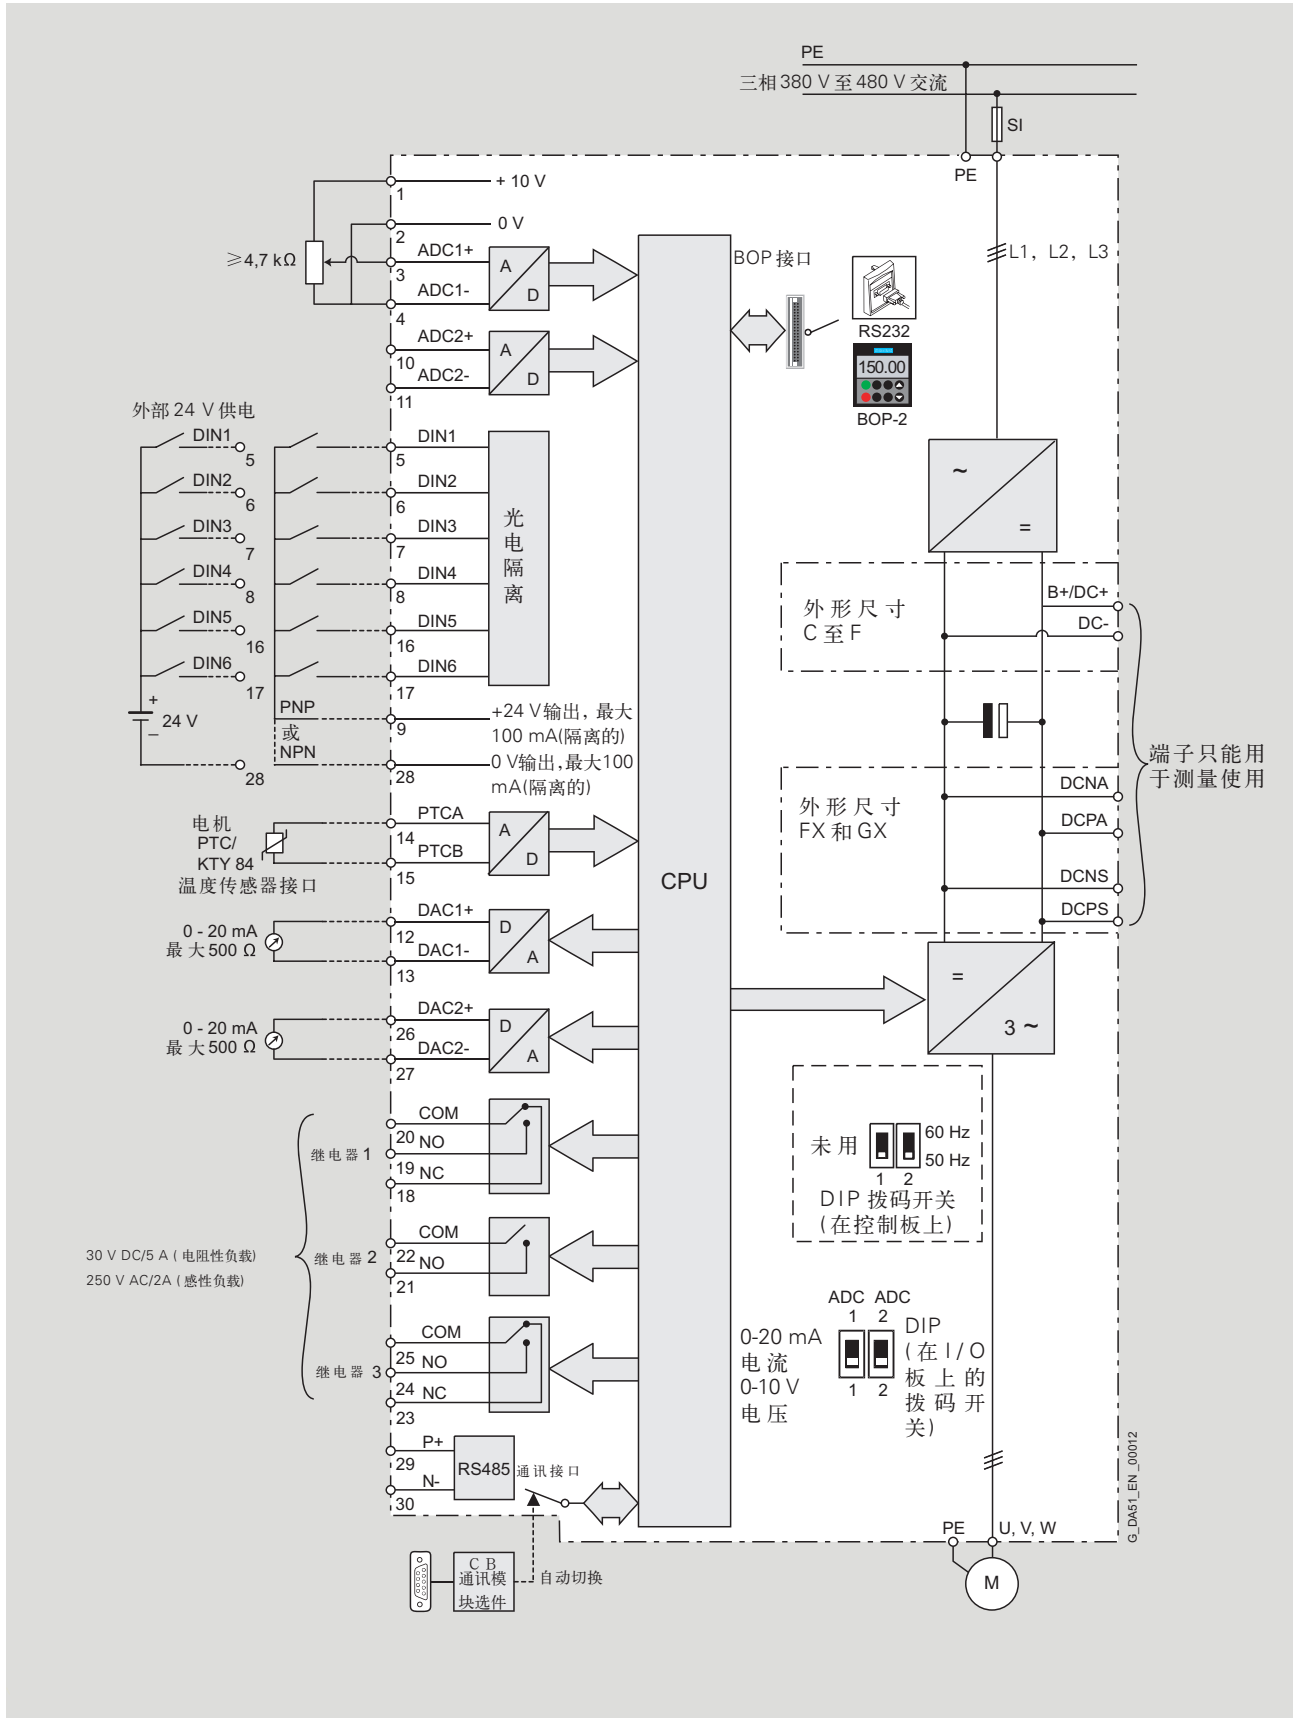 PE
三相380 V至480 V交流
SI
PE
1
+ 10 V
2
0 V
≥4,7 kΩ
ADC1+
3
ADC1-
4
A
D
ADC2+
10
ADC2-
11
A
D
BOP 接口
RS232
150.00
BOP-2
L1, L2, L3
外部 24 V 供电
DIN1
5
DIN2
6
DIN3
7
DIN4
8
DIN5
16
DIN6
17
+
24 V
−
28
DIN1
5
DIN2
6
DIN3
7
DIN4
8
DIN5
16
DIN6
17
光
电
隔
离
PNP
或
NPN
9
+24 V输出, 最大
100 mA(隔离的)
28
0 V输出,最大100
mA(隔离的)
~
=
外形尺寸
C 至 F
B+/DC+
DC-
外形尺寸
FX 和 GX
DCNA
DCPA
DCNS
DCPS
端子只能用
于测量使用
电机
PTC/
KTY 84
温度传感器接口
PTCA
14
PTCB
15
A
D
CPU
0 - 20 mA
最大500 Ω
DAC1+
12
DAC1-
13
D
A
0 - 20 mA
最大500 Ω
DAC2+
26
DAC2-
27
D
A
=
3 ~
继电器 1
COM
20 NO
19 NC
18
30 V DC/5 A ( 电阻性负载)
250 V AC/2A ( 感性负载)
继电器 2
COM
22 NO
21
继电器 3
COM
25 NO
24 NC
23
未用
60 Hz
50 Hz
1 2
DIP 拨码开关
(在控制板上)
ADC ADC
1 2
0-20 mA
电流
0-10 V
电压
1 2
DIP
(在 I/O
板上的
拨码开
关)
P+
29
N-
30
RS485
通讯接口
C B
通讯模
块选件
自动切换
PE
U, V, W
M
G_DA51_EN_00012